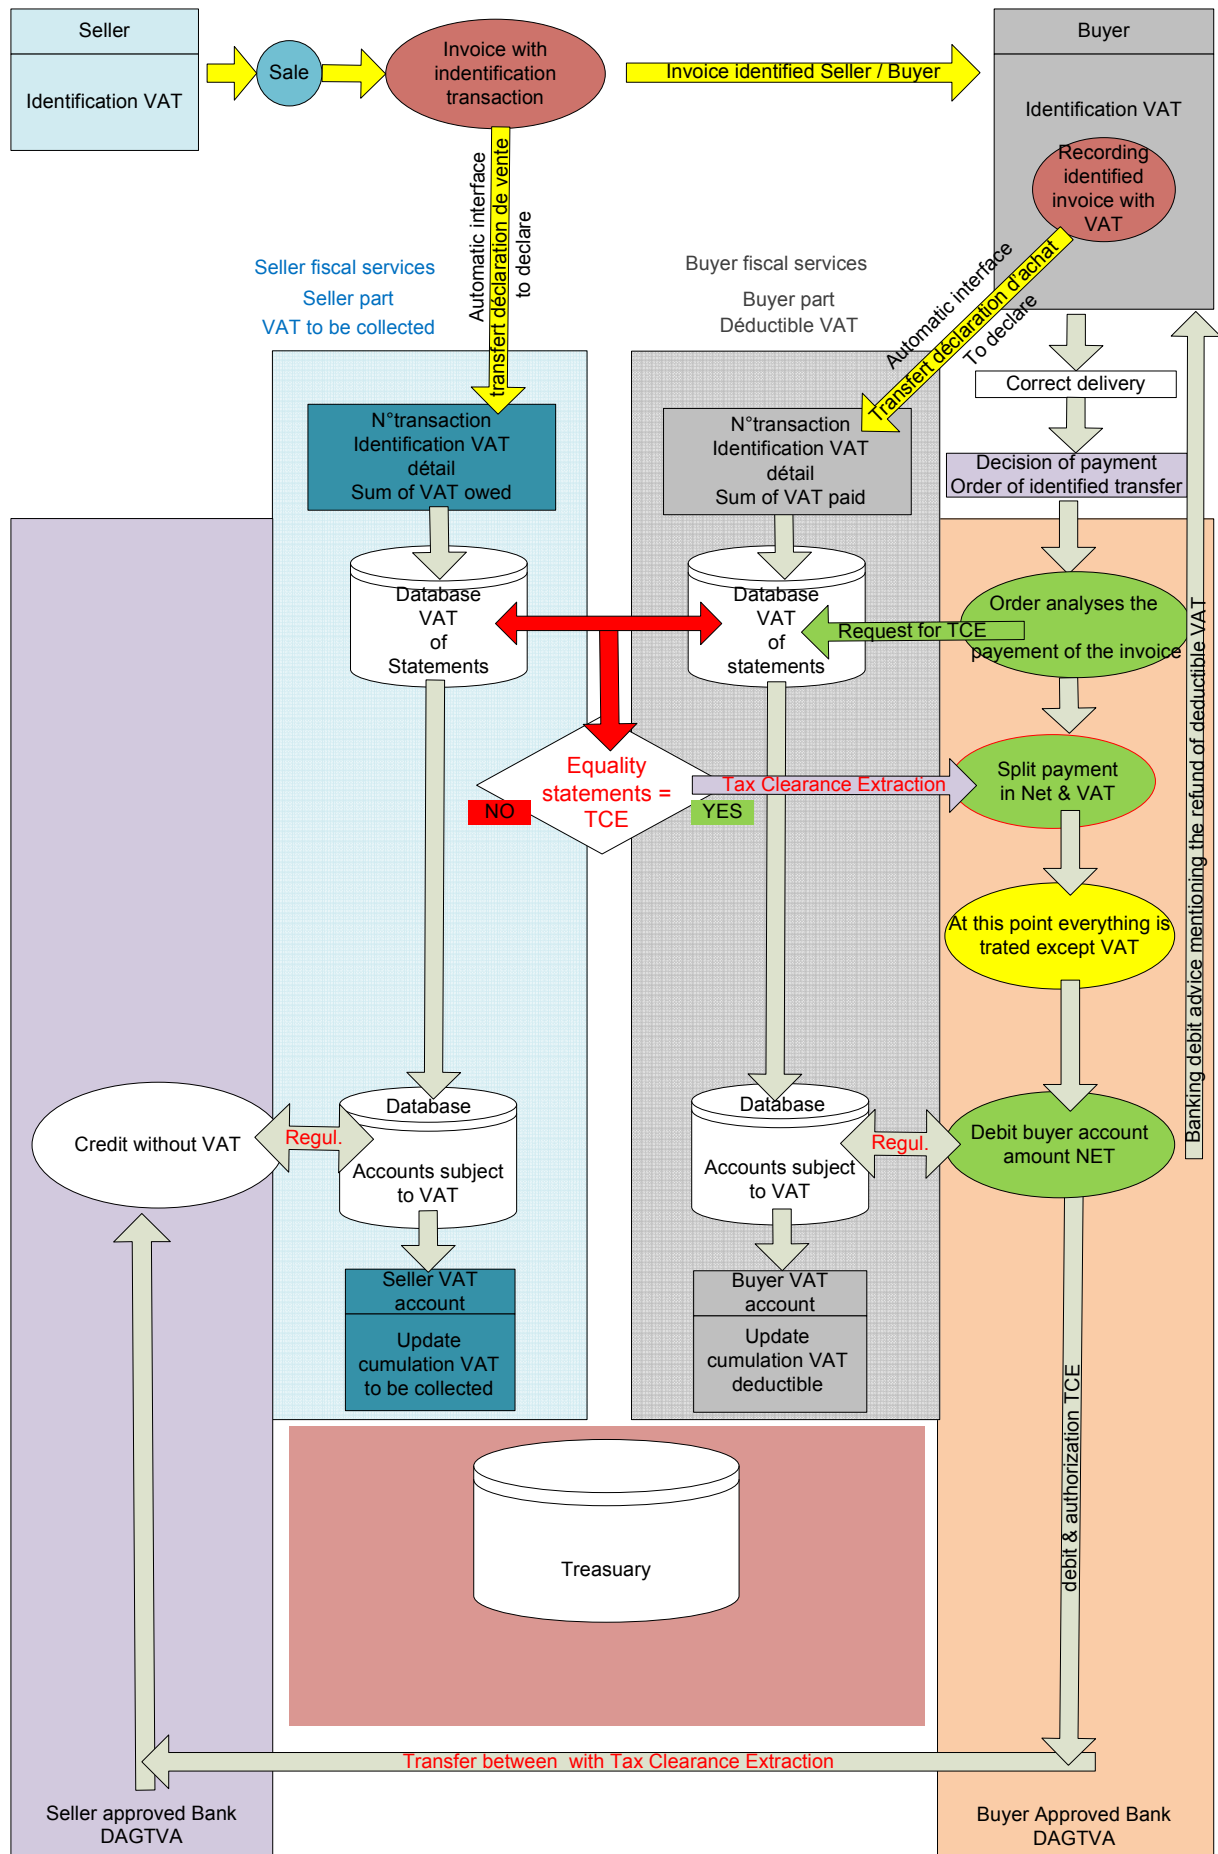 Seller
Identification VAT
Sale
Invoice with
indentification
transaction
Invoice identified Seller / Buyer
Buyer
Identification VAT
Recording
identified
invoice with
VAT
Automatic interface
transfert déclaration de vente
to declare
Automatic interface
Transfert déclaration d'achat
To declare
Seller fiscal services
Seller part
VAT to be collected
Buyer fiscal services
Buyer part
Déductible VAT
Correct delivery
Decision of payment
Order of identified transfer
N°transaction
Identification VAT
détail
Sum of VAT owed
N°transaction
Identification VAT
détail
Sum of VAT paid
Database
VAT
of
Statements
Database
VAT
of
statements
Request for TCE
Order analyses the
payement of the invoice
Equality
statements =
TCE
NO
YES
Tax Clearance Extraction
Split payment
in Net & VAT
At this point everything is
trated except VAT
Banking debit advice mentioning the refund of deductible VAT
Credit without VAT
Regul.
Database
Accounts subject
to VAT
Database
Accounts subject
to VAT
Regul.
Debit buyer account
amount NET
Seller VAT
account
Update
cumulation VAT
to be collected
Buyer VAT
account
Update
cumulation VAT
deductible
debit & authorization TCE
Treasuary
Transfer between  with Tax Clearance Extraction
Seller approved Bank
DAGTVA
Buyer Approved Bank
DAGTVA